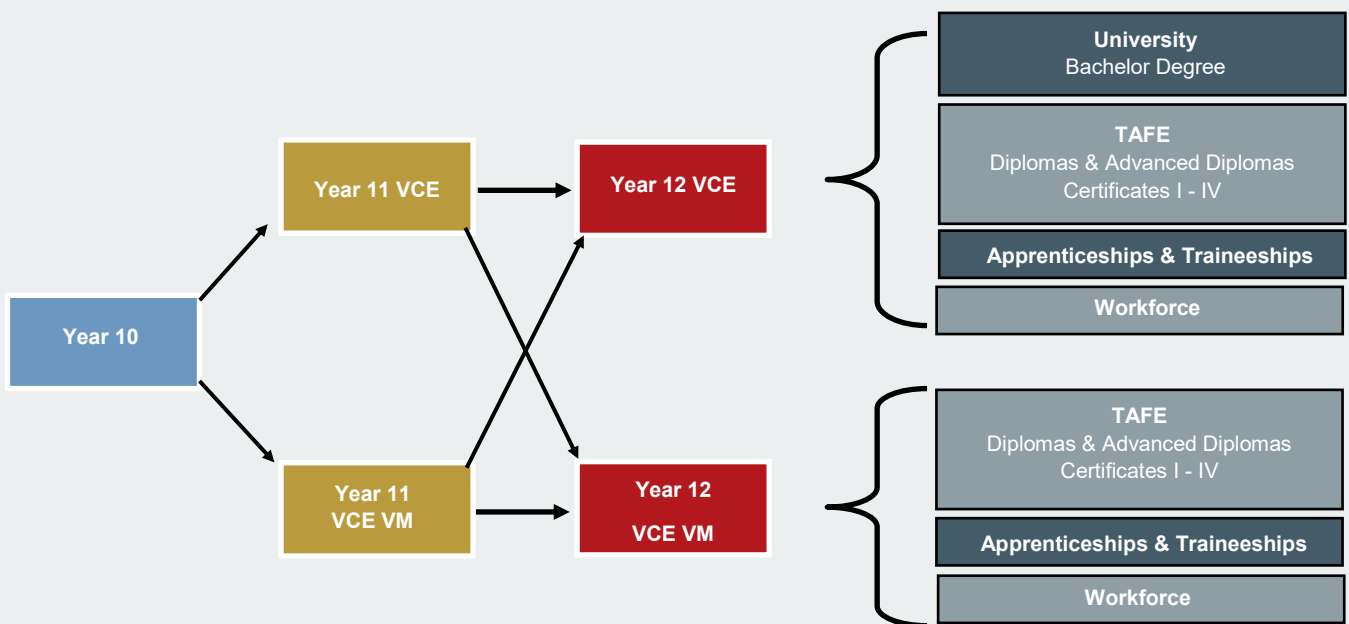 Year 10
Year 11 VCE
Year 11
VCE VM
Year 12 VCE
Year 12
VCE VM
University
Bachelor Degree
TAFE
Diplomas & Advanced Diplomas
Certificates I - IV
Apprenticeships & Traineeships
Workforce
TAFE
Diplomas & Advanced Diplomas
Certificates I - IV
Apprenticeships & Traineeships
Workforce